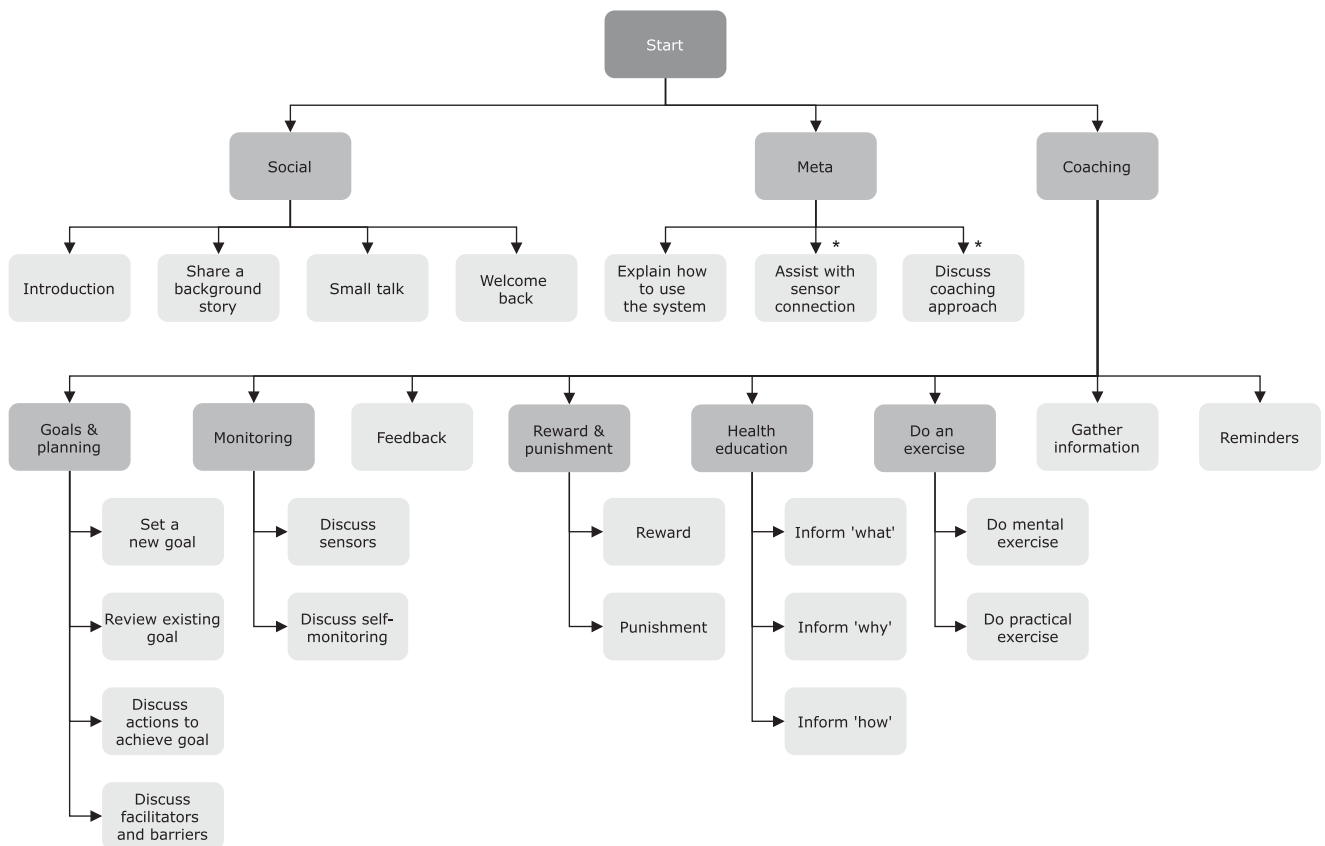 Start
Social
Meta
Coaching
Introduction
Share a
background
story
Small talk
Welcome
back
Explain how
to use
the system
*
Assist with
sensor
connection
*
Discuss
coaching
approach
Goals &
planning
Monitoring
Feedback
Reward &
punishment
Health
education
Do an
exercise
Gather
information
Reminders
Set a
new goal
Discuss
sensors
Reward
Inform 'what'
Do mental
exercise
Review existing
goal
Discuss self-
monitoring
Punishment
Inform 'why'
Do practical
exercise
Discuss
actions to
achieve goal
Inform 'how'
Discuss
facilitators
and barriers